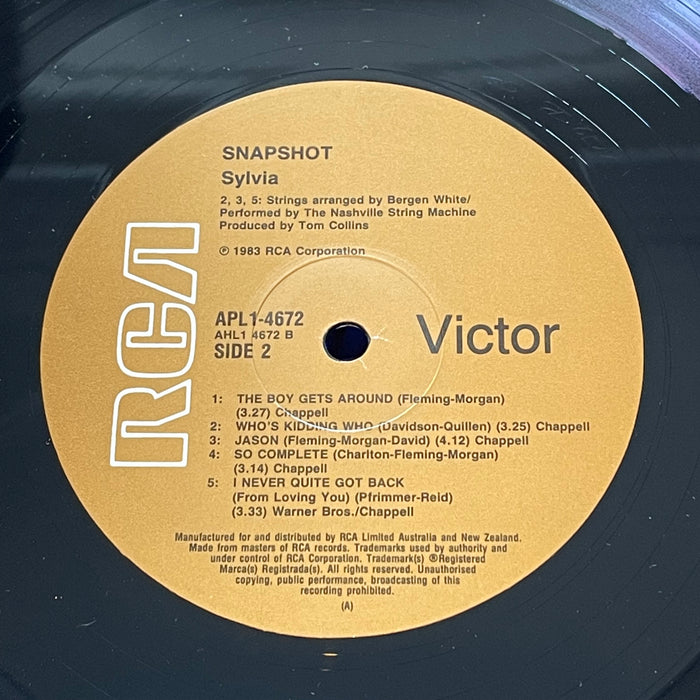 SNAPSHOT
Sylvia
2, 3, 5: Strings arranged by Bergen White/
Performed by The Nashville String Machine
Produced by Tom Collins
℗ 1983 RCA Corporation
RCA
APL1-4672
AHL1 4672 B
SIDE 2
Victor
1: THE BOY GETS AROUND (Fleming-Morgan)
(3.27) Chappell
2: WHO'S KIDDING WHO (Davidson-Quillen) (3.25) Chappell
3: JASON (Fleming-Morgan-David) (4.12) Chappell
4: SO COMPLETE (Charlton-Fleming-Morgan)
(3.14) Chappell
5: I NEVER QUITE GOT BACK
(From Loving You) (Pfrimmer-Reid)
(3.33) Warner Bros./Chappell
Manufactured for and distributed by RCA Limited Australia and New Zealand.
Made from masters of RCA records. Trademarks used by authority and
under control of RCA Corporation. Trademark(s) ®Registered
Marca(s) Registrada(s). All rights reserved. Unauthorised
copying, public performance, broadcasting of this
recording prohibited.
(A)